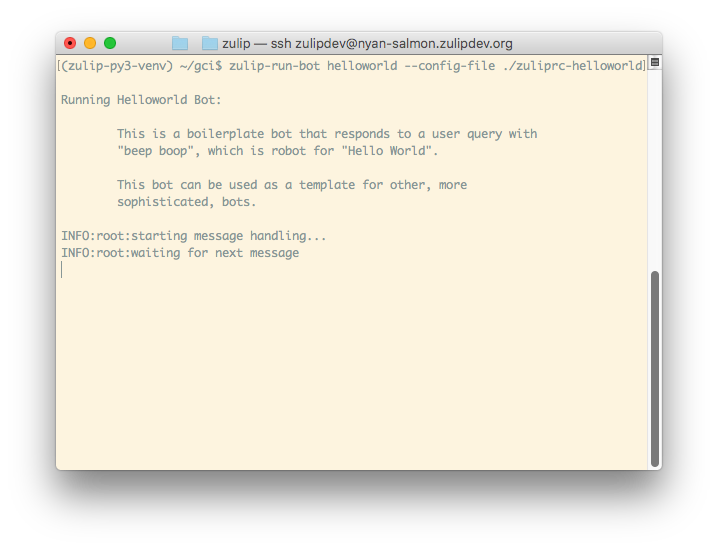 zulip — ssh zulipdev@nyan-salmon.zulipdev.org
[(zulip-py3-venv) ~/gci$ zulip-run-bot helloworld --config-file ./zuliprc-helloworld]
Running Helloworld Bot:
This is a boilerplate bot that responds to a user query with
"beep boop", which is robot for "Hello World".
This bot can be used as a template for other, more
sophisticated, bots.
INFO:root:starting message handling...
INFO:root:waiting for next message